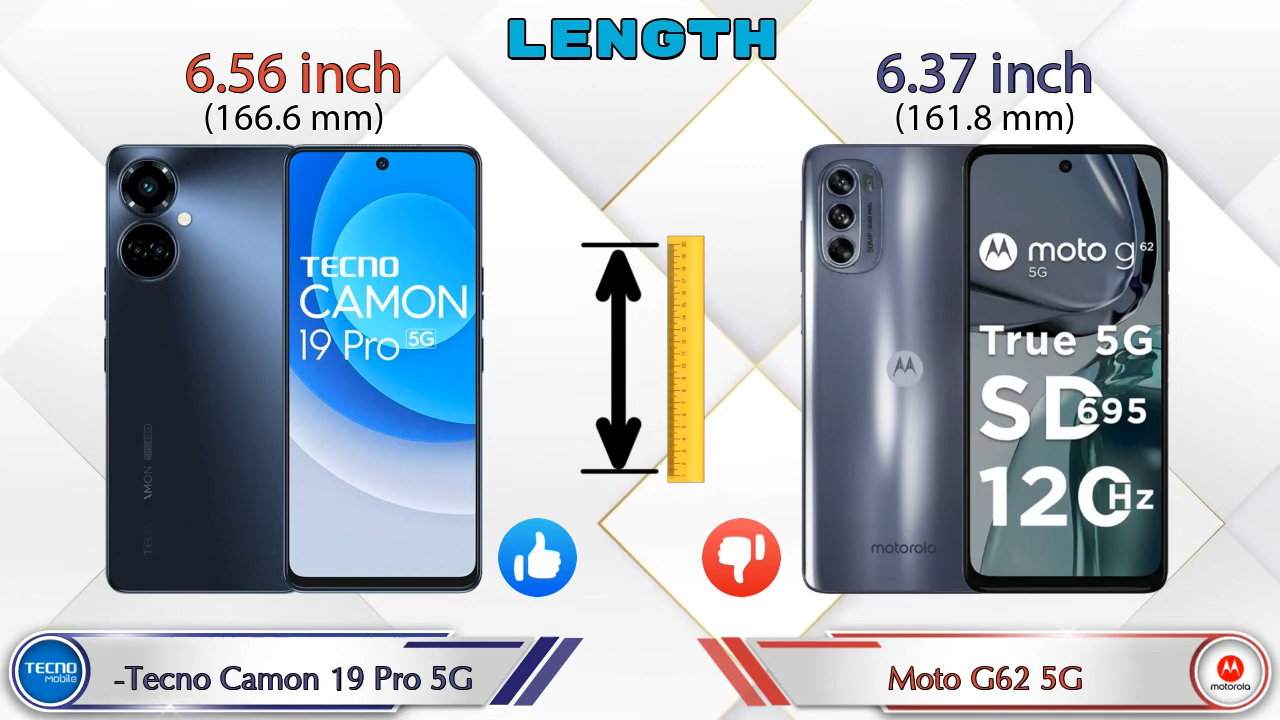 LENGTH
6.56 inch
(166.6 mm)
6.37 inch
(161.8 mm)
TECNO
CAMON
19 Pro 5G
moto g 62
5G
True 5G
SD695
120Hz
motorola
TECNO
mobile
-Tecno Camon 19 Pro 5G
Moto G62 5G
motorola